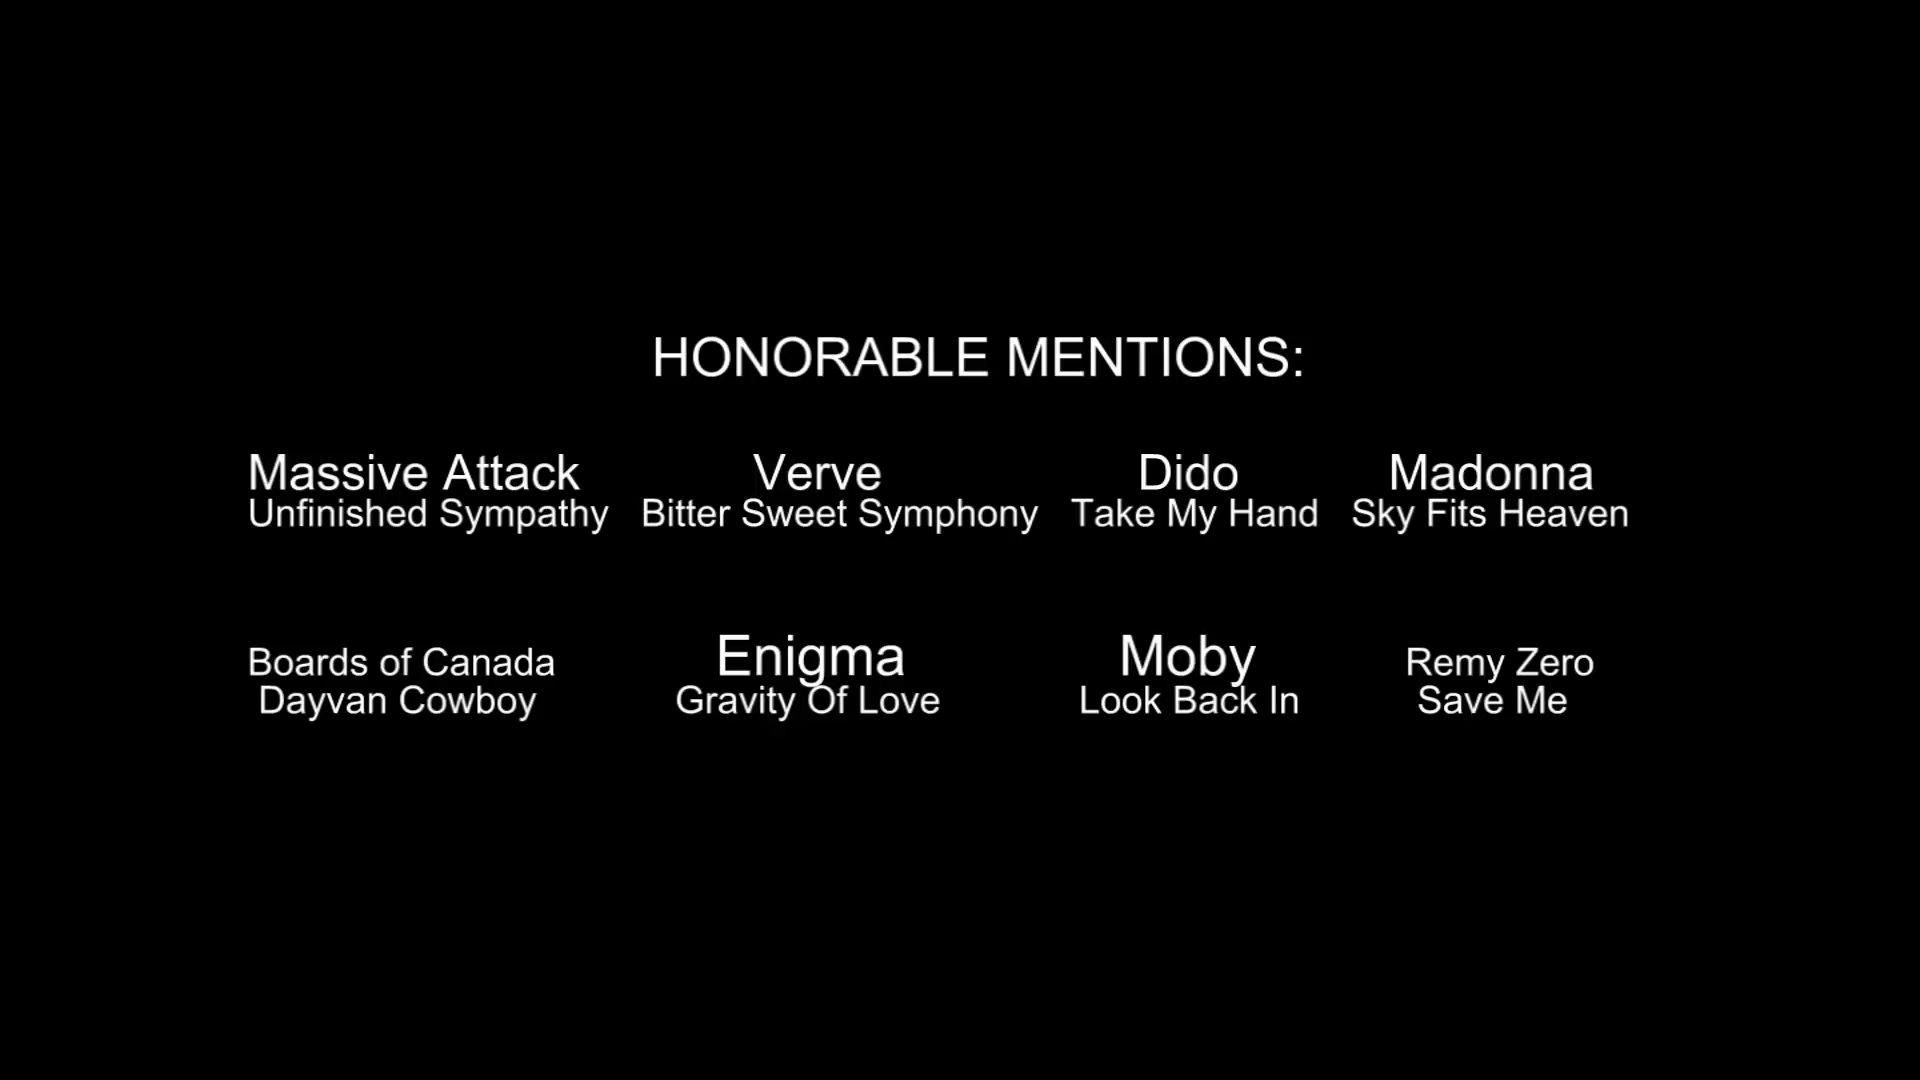 HONORABLE MENTIONS:
Massive Attack Verve Dido Madonna
Unfinished Sympathy Bitter Sweet Symphony Take My Hand Sky Fits Heaven
Boards of Canada Enigma Moby Remy Zero
Dayvan Cowboy Gravity Of Love Look Back In Save Me